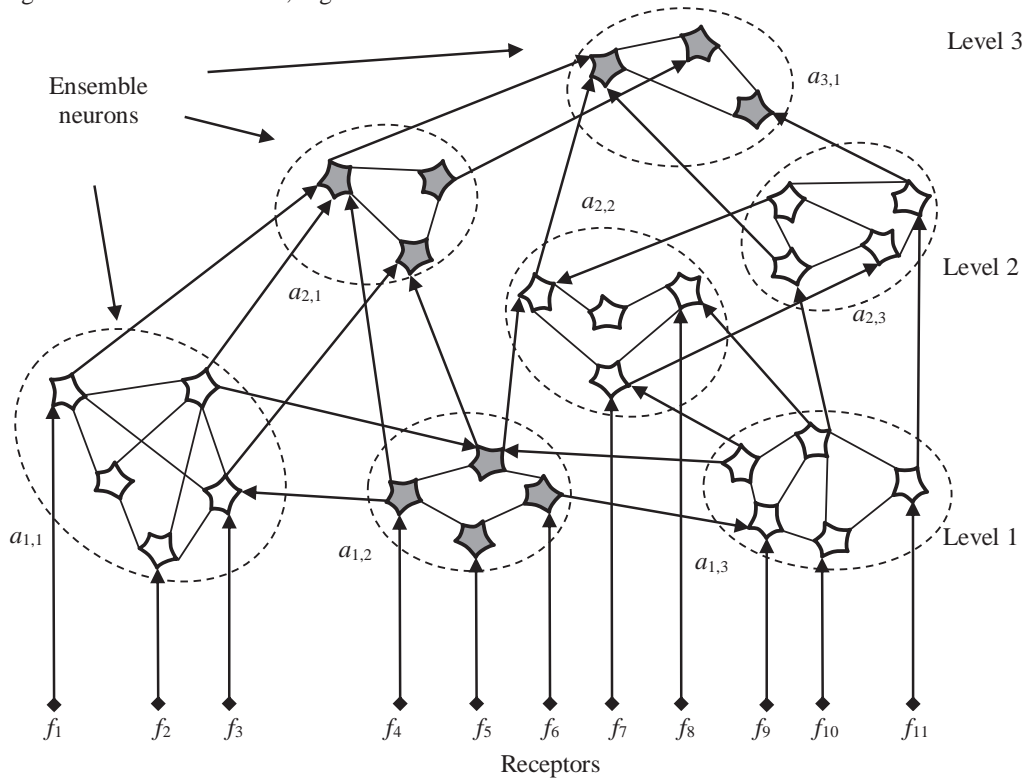 Level 3
Ensemble
neurons
a3,1
a2,2
a2,1
Level 2
a2,3
a1,1
a1,2
a1,3
Level 1
f1 f2 f3 f4 f5 f6 f7 f8 f9 f10 f11
Receptors